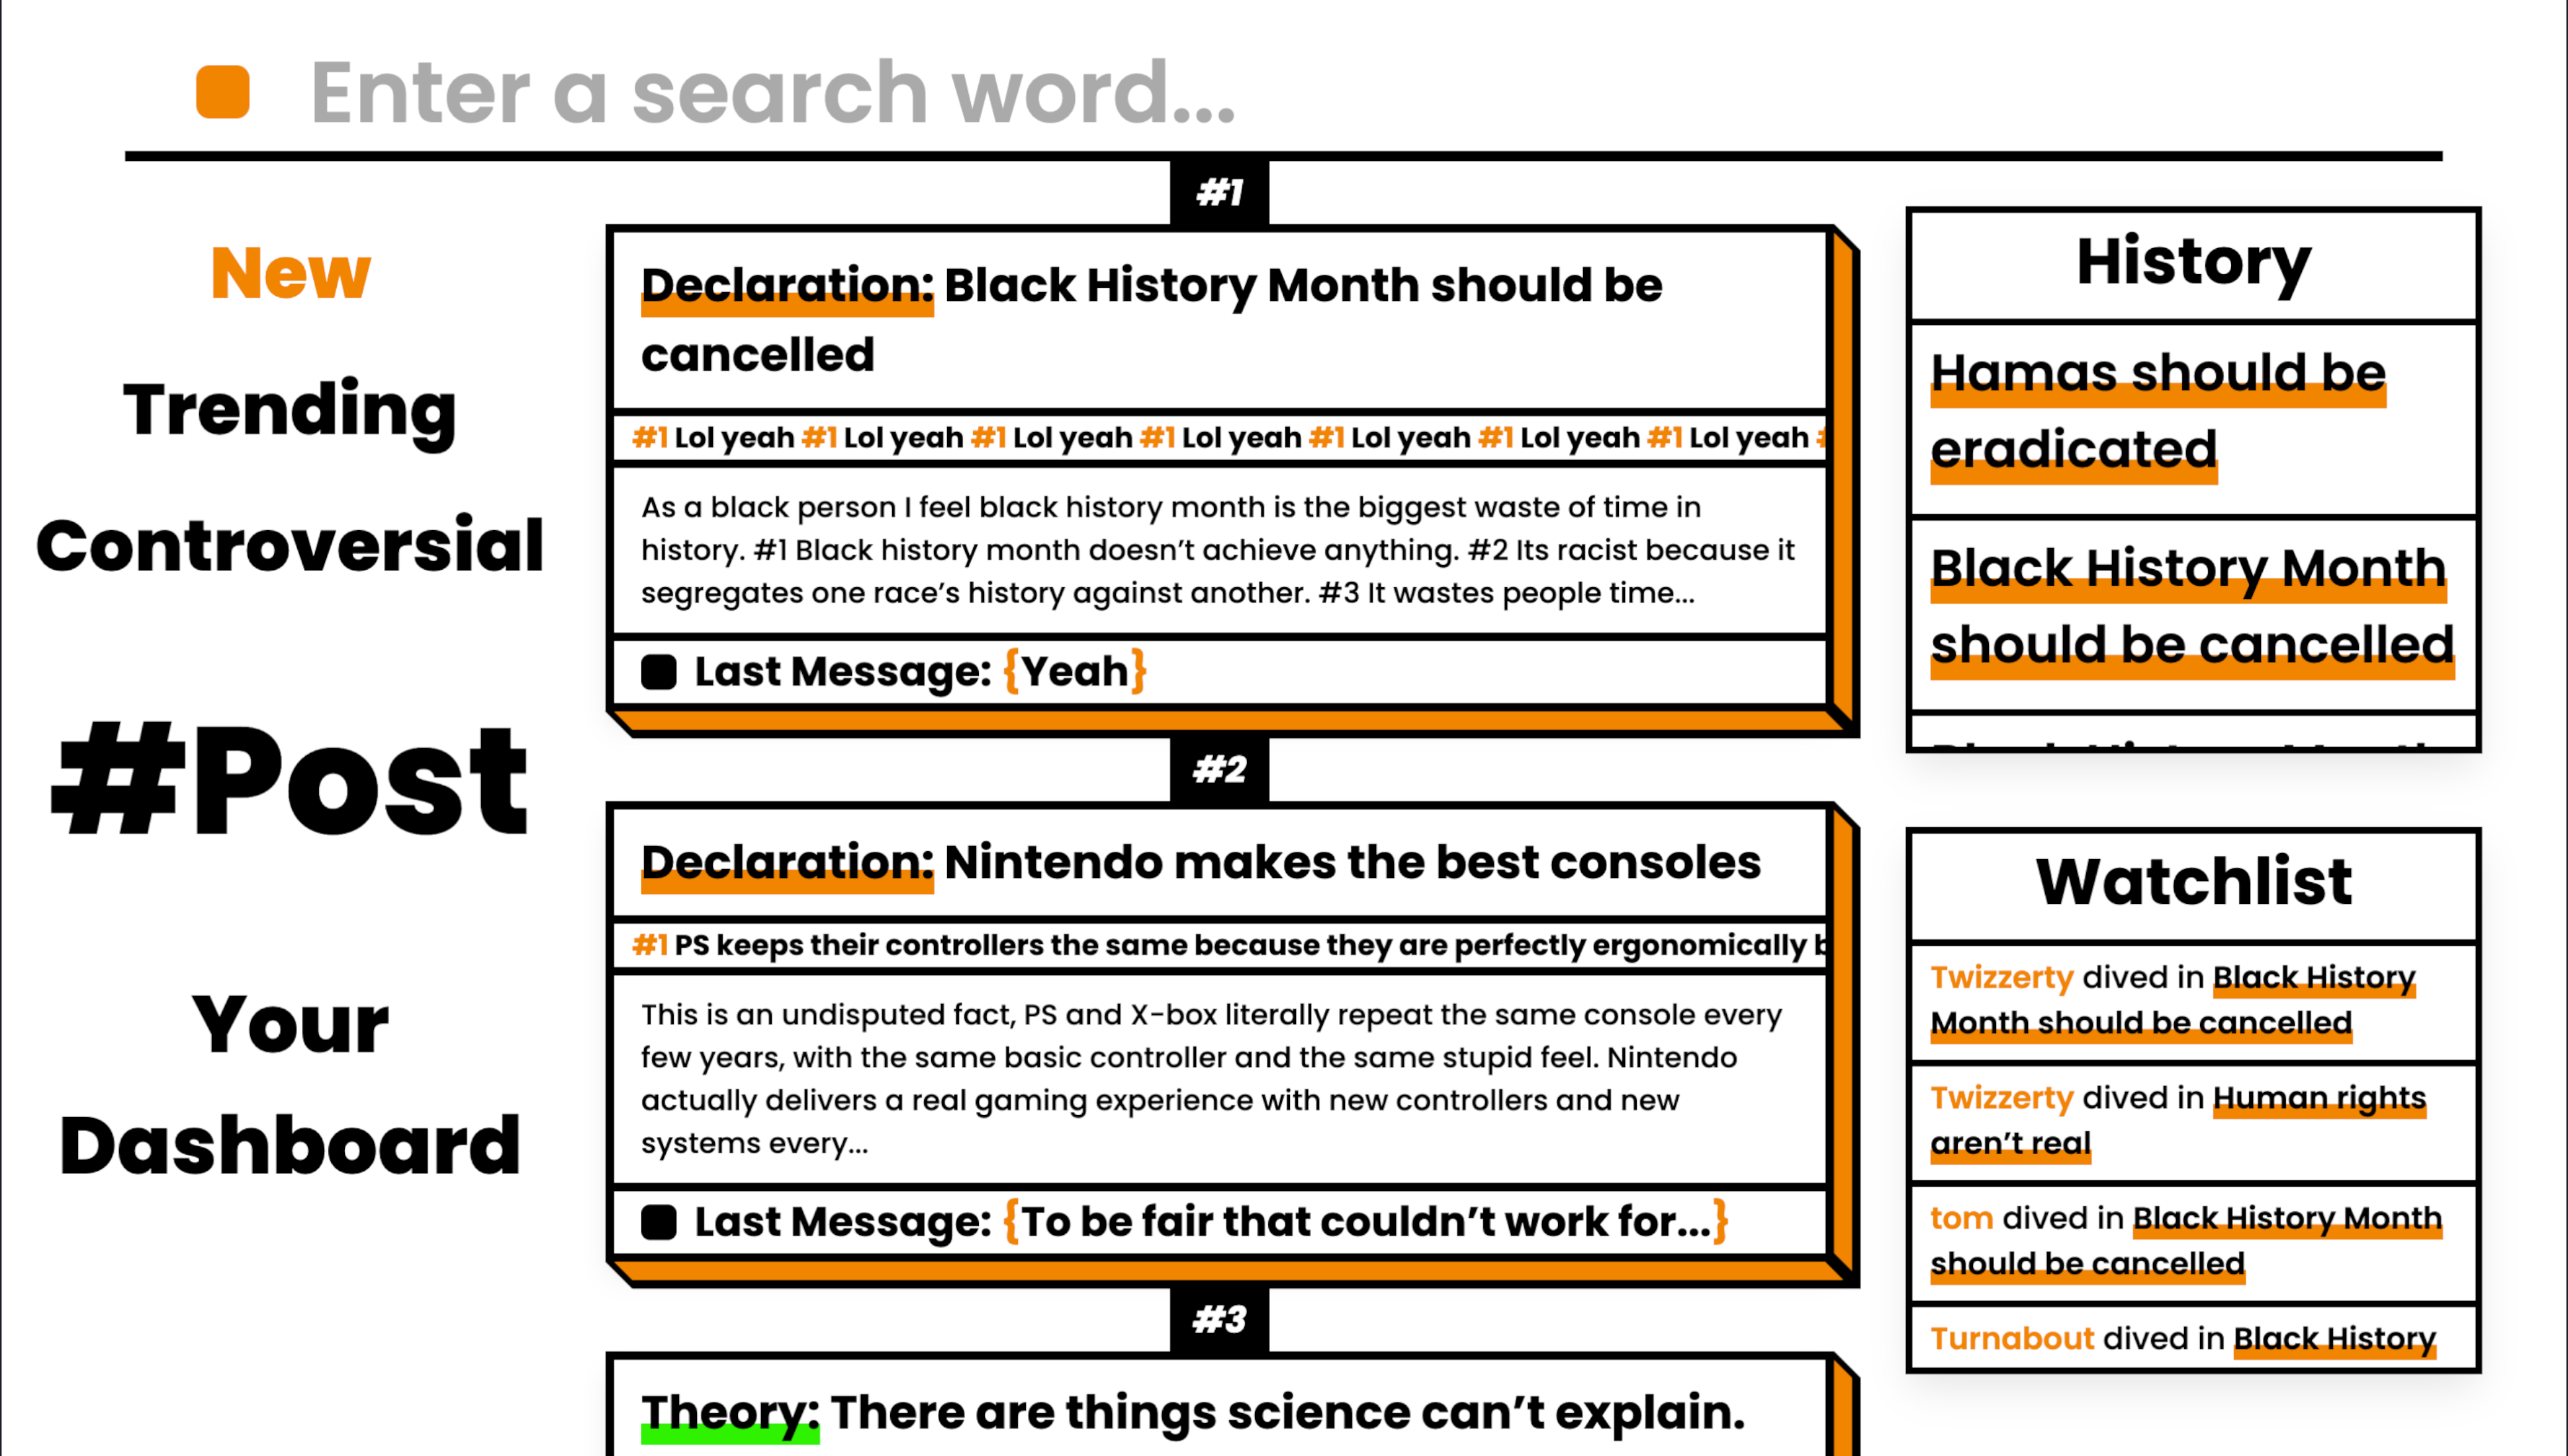 Enter a search word...
New
Trending
Controversial
#Post
Your
Dashboard
#1
Declaration: Black History Month should be
cancelled
#1 Lol yeah #1 Lol yeah #1 Lol yeah #1 Lol yeah #1 Lol yeah #1 Lol yeah #1 Lol yeah
As a black person I feel black history month is the biggest waste of time in
history. #1 Black history month doesn't achieve anything. #2 Its racist because it
segregates one race's history against another. #3 It wastes people time...
Last Message: {Yeah}
#2
Declaration: Nintendo makes the best consoles
#1 PS keeps their controllers the same because they are perfectly ergonomically
This is an undisputed fact, PS and X-box literally repeat the same console every
few years, with the same basic controller and the same stupid feel. Nintendo
actually delivers a real gaming experience with new controllers and new
systems every...
Last Message: {To be fair that couldn't work for...}
#3
Theory: There are things science can't explain.
History
Hamas should be
eradicated
Black History Month
should be cancelled
Watchlist
Twizzerty dived in Black History
Month should be cancelled
Twizzerty dived in Human rights
aren't real
tom dived in Black History Month
should be cancelled
Turnabout dived in Black History